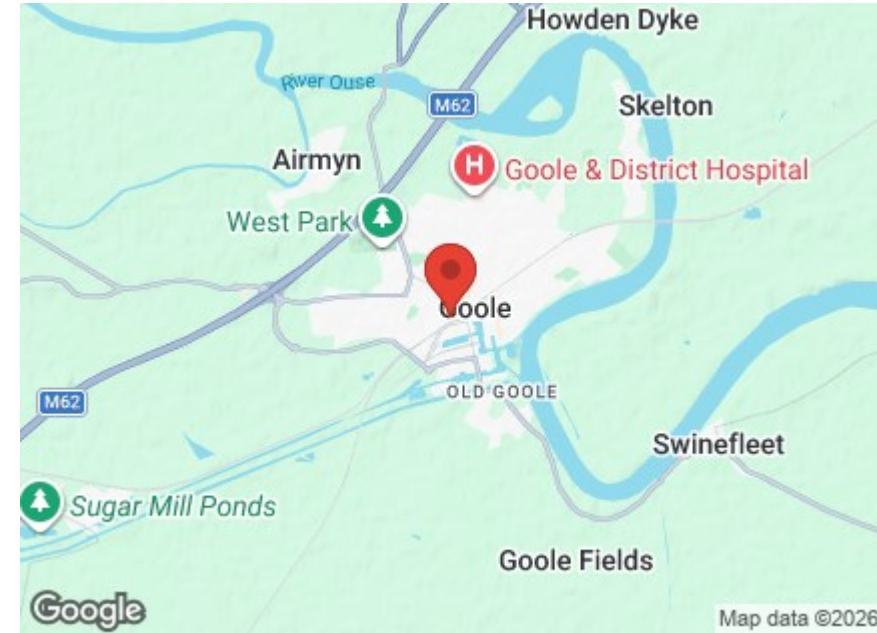 Howden Dyke
River Ouse
M62
Skelton
Airmyn
H
Goole & District Hospital
West Park
Goole
OLD GOOLE
M62
Swinefleet
Sugar Mill Ponds
Goole Fields
Google
Map data ©2026